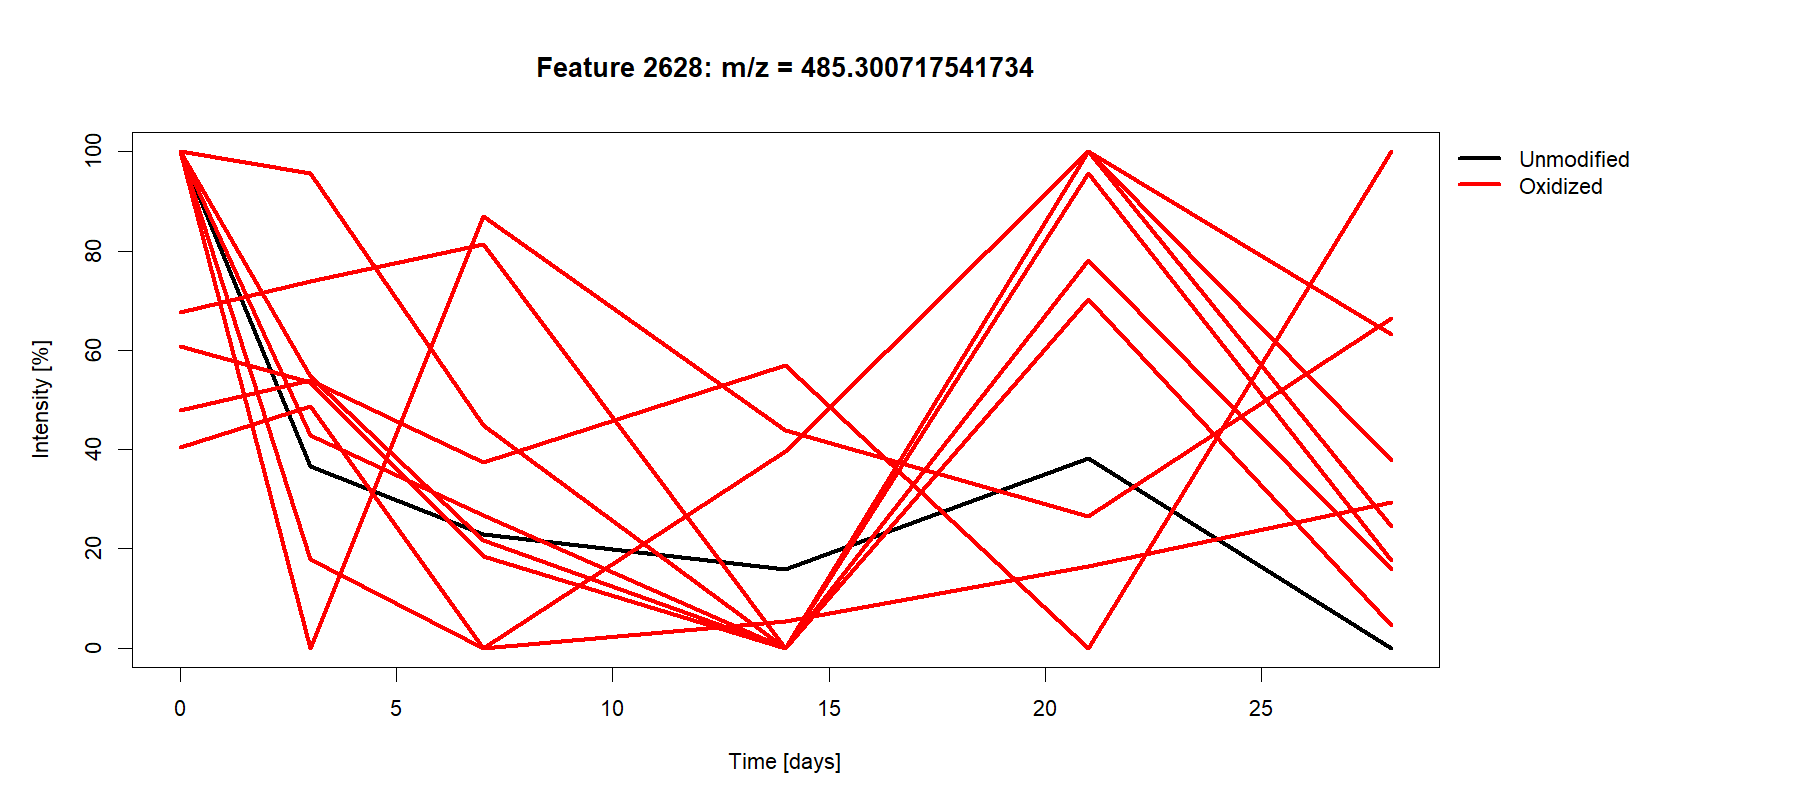 Feature 2628: m/z = 485.300717541734
Unmodified
Oxidized
Intensity [%]
100
80
60
40
20
0
0 5 10 15 20 25
Time [days]